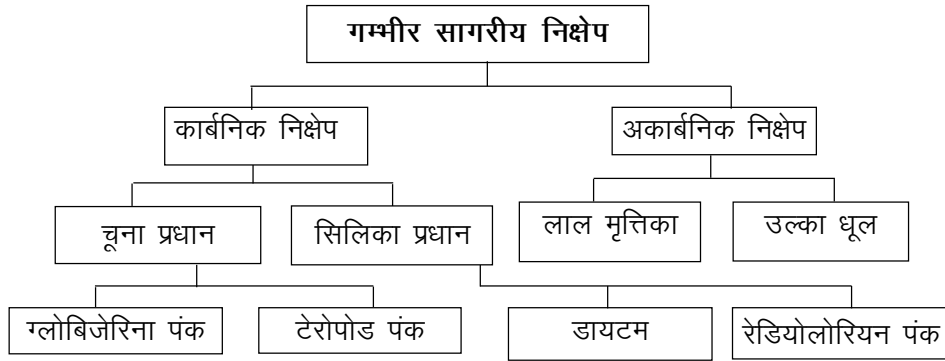 गम्भीर सागरीय निक्षेप
कार्बनिक निक्षेप
अकार्बनिक निक्षेप
चूना प्रधान
सिलिका प्रधान
लाल मृत्तिका
उल्का धूल
ग्लोबिजेरिना पंक
टेरोपोड पंक
डायटम
रेडियोलोरियन पंक